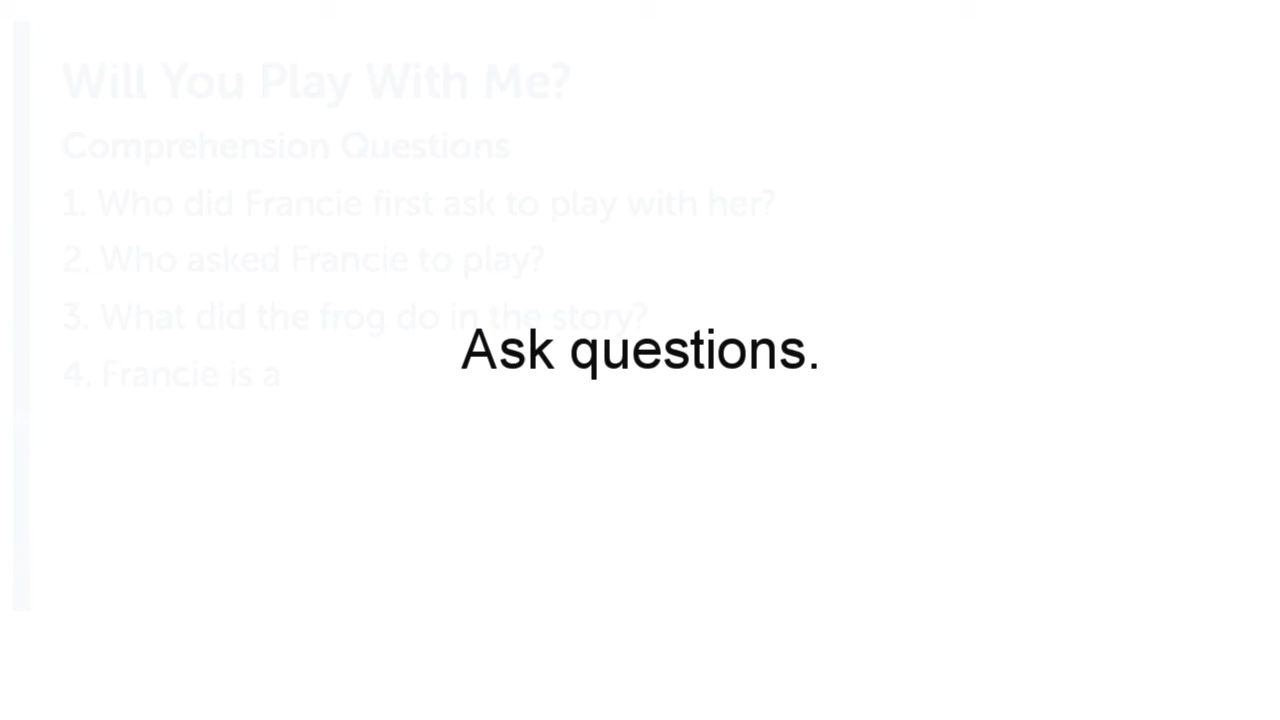 Will You Play With Me?
Comprehension Questions
1. Who did Francie first ask to play with her?
2. Who asked Francie to play?
3. What did the frog do in the story?
Ask questions.
4. Francie is a